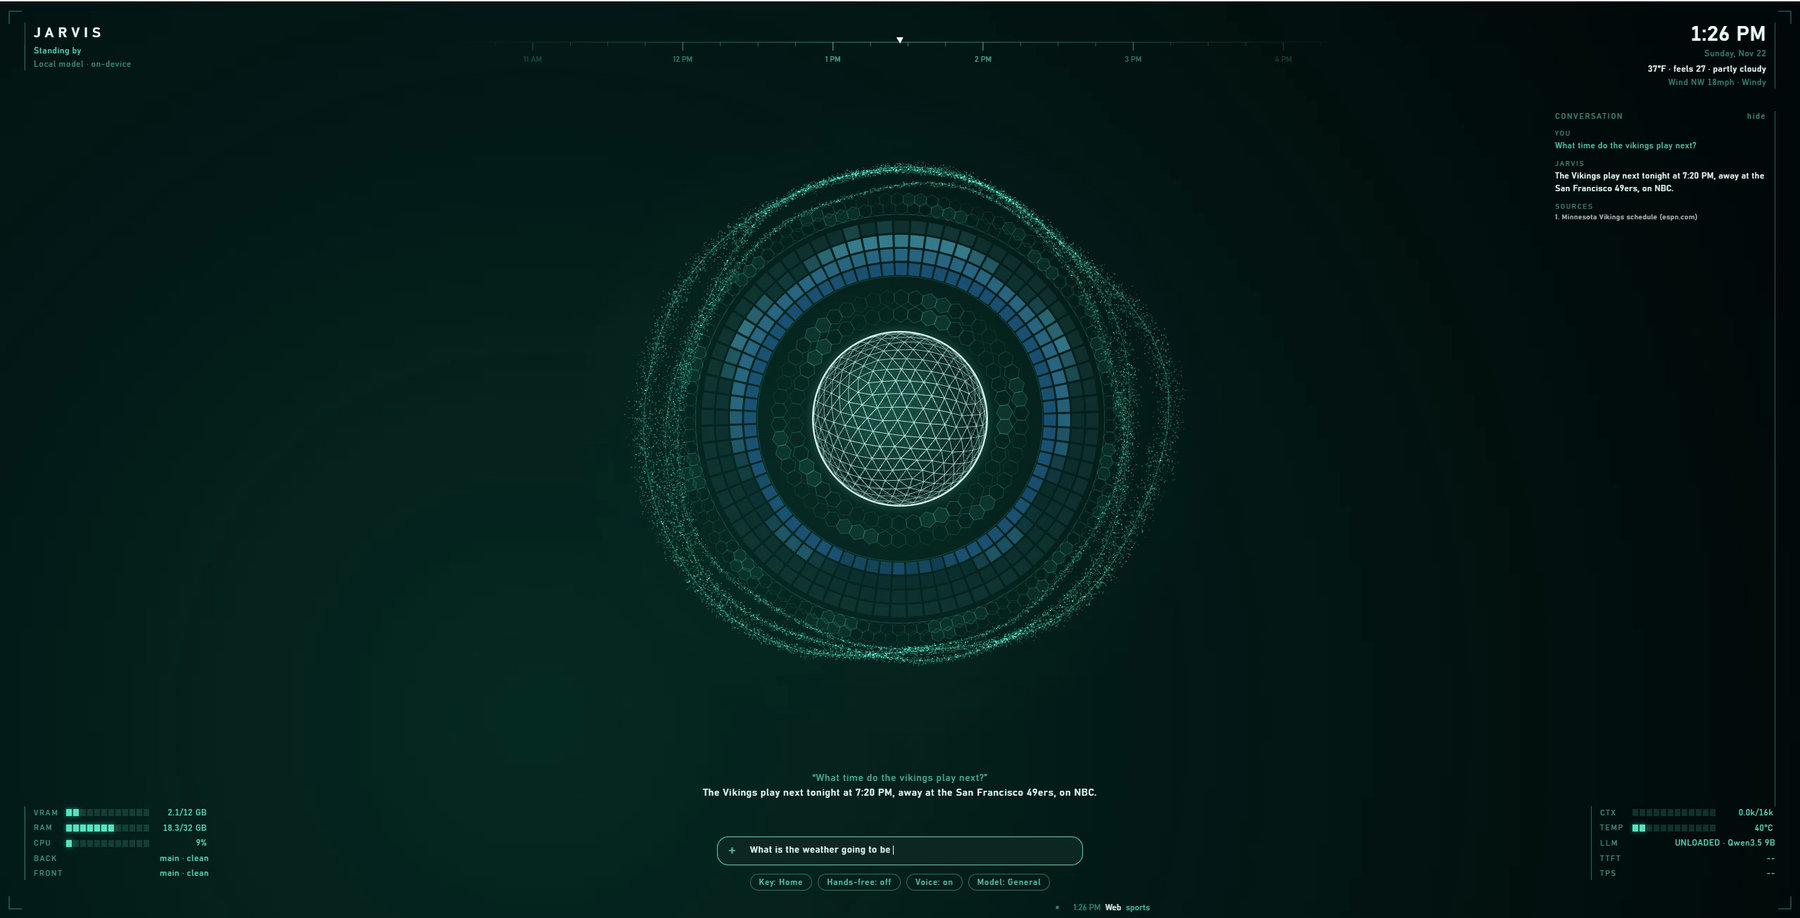 JARVIS
Standing by
Local model · on-device
11 AM 12 PM 1 PM 2 PM 3 PM 4 PM
1:26 PM
Sunday, Nov 22
37°F · feels 27 · partly cloudy
Wind NW 18mph · Windy
CONVERSATION hide
YOU
What time do the vikings play next?
JARVIS
The Vikings play next tonight at 7:20 PM, away at the
San Francisco 49ers, on NBC.
SOURCES
1. Minnesota Vikings schedule (espn.com)
"What time do the vikings play next?"
The Vikings play next tonight at 7:20 PM, away at the San Francisco 49ers, on NBC.
+ What is the weather going to be
Key: Home Hands-free: off Voice: on Model: General
1:26 PM Web sports
VRAM 2.1/12 GB
RAM 18.3/32 GB
CPU 9%
BACK main · clean
FRONT main · clean
CTX 0.0k/16k
TEMP 40°C
LLM UNLOADED · Qwen3.5 9B
TTFT --
TPS --